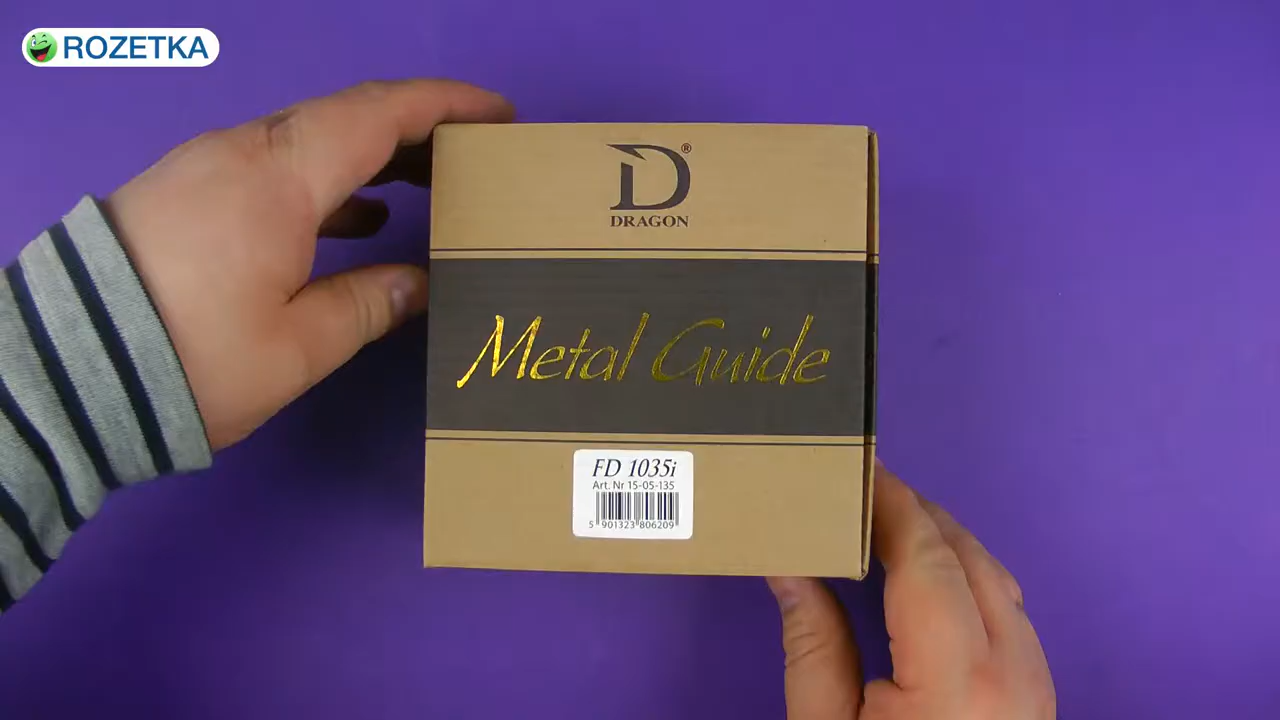 ROZETKA
D®
DRAGON
Metal Guide
FD 1035i
Art. Nr 15-05-135
5 901323 806209